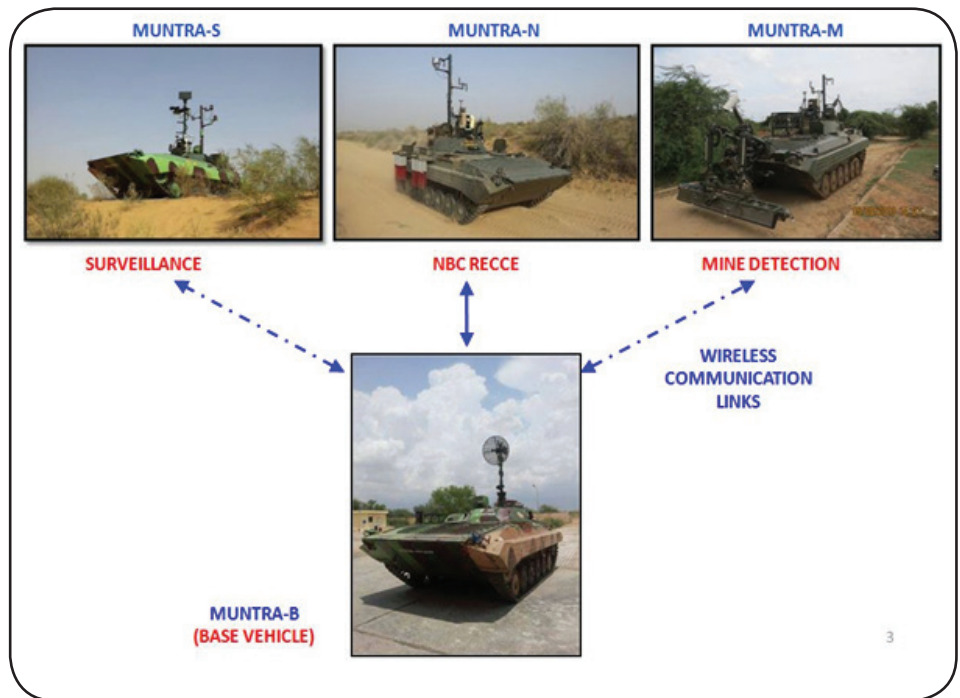 MUNTRA-S
MUNTRA-N
MUNTRA-M
SURVEILLANCE
NBC RECCE
MINE DETECTION
WIRELESS
COMMUNICATION
LINKS
MUNTRA-B
(BASE VEHICLE)
3